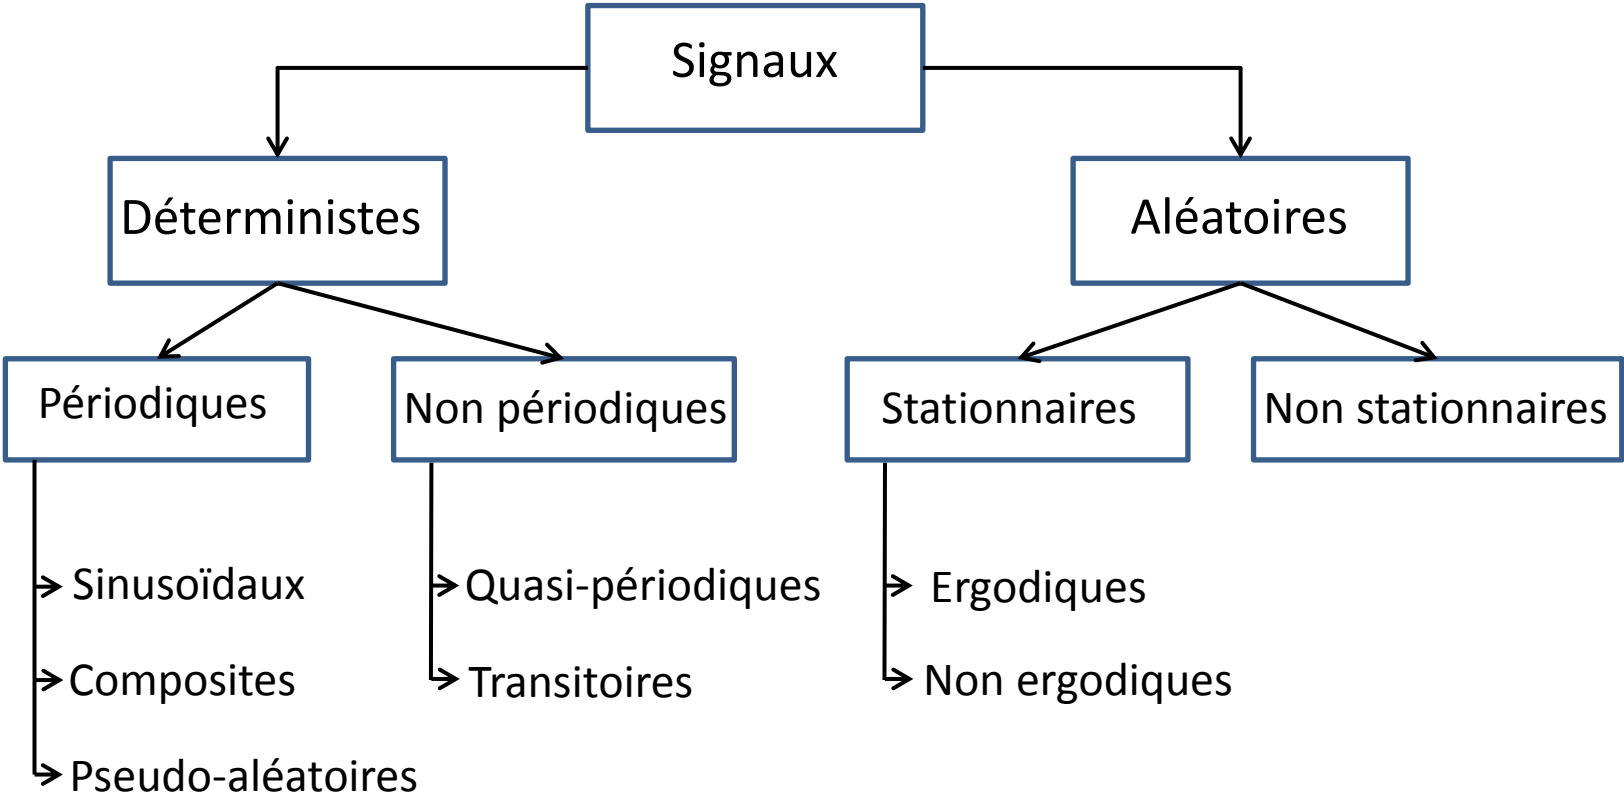 Signaux
Déterministes
Aléatoires
Périodiques
Non périodiques
Stationnaires
Non stationnaires
Sinusoïdaux
Composites
Pseudo-aléatoires
Quasi-périodiques
Transitoires
Ergodiques
Non ergodiques